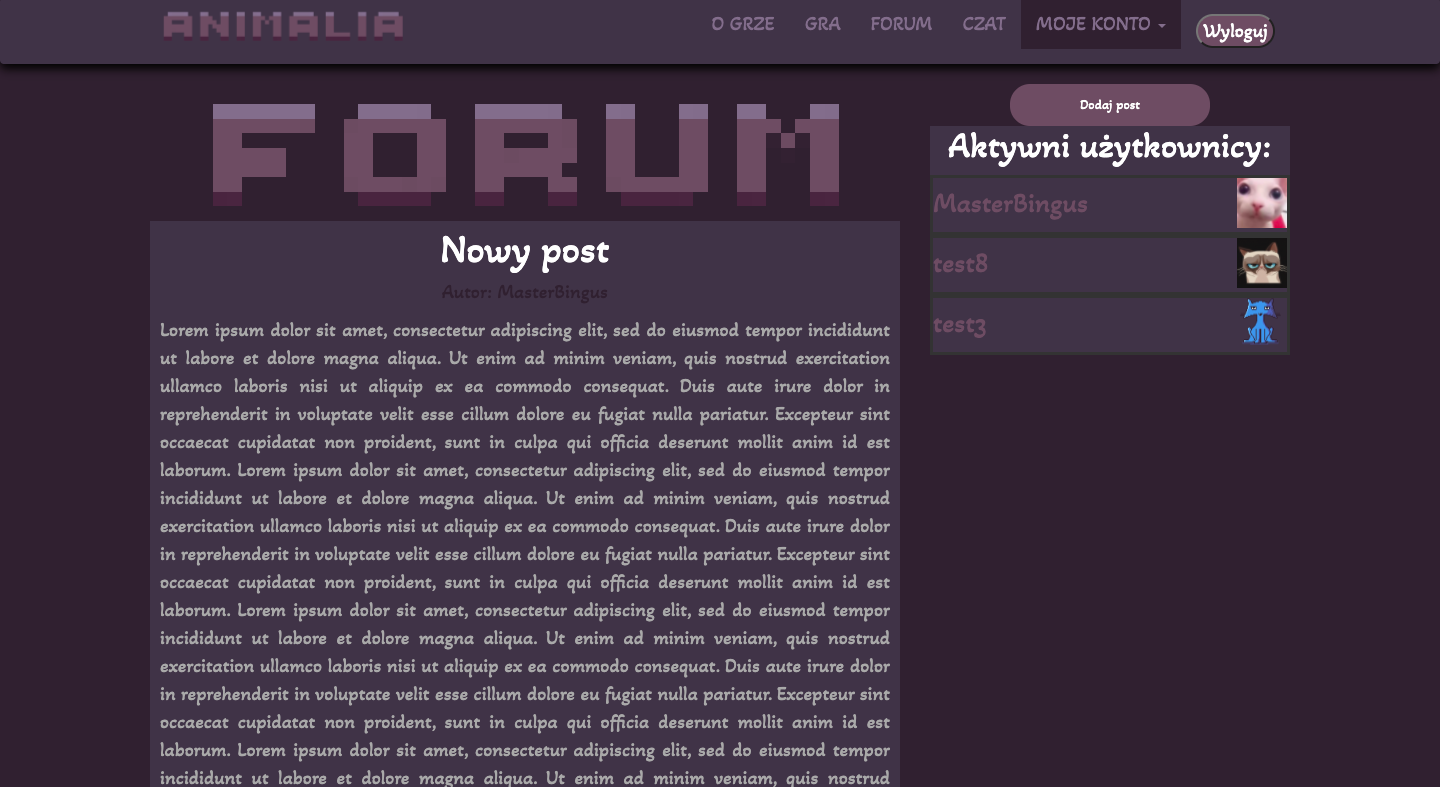 ANIMALIA
O GRZE GRA FORUM CZAT MOJE KONTO Wyloguj
FORUM
Nowy post
Autor: MasterBingus
Lorem ipsum dolor sit amet, consectetur adipiscing elit, sed do eiusmod tempor incididunt
ut labore et dolore magna aliqua. Ut enim ad minim veniam, quis nostrud exercitation
ullamco laboris nisi ut aliquip ex ea commodo consequat. Duis aute irure dolor in
reprehenderit in voluptate velit esse cillum dolore eu fugiat nulla pariatur. Excepteur sint
occaecat cupidatat non proident, sunt in culpa qui officia deserunt mollit anim id est
laborum. Lorem ipsum dolor sit amet, consectetur adipiscing elit, sed do eiusmod tempor
incididunt ut labore et dolore magna aliqua. Ut enim ad minim veniam, quis nostrud
exercitation ullamco laboris nisi ut aliquip ex ea commodo consequat. Duis aute irure dolor
in reprehenderit in voluptate velit esse cillum dolore eu fugiat nulla pariatur. Excepteur sint
occaecat cupidatat non proident, sunt in culpa qui officia deserunt mollit anim id est
laborum. Lorem ipsum dolor sit amet, consectetur adipiscing elit, sed do eiusmod tempor
incididunt ut labore et dolore magna aliqua. Ut enim ad minim veniam, quis nostrud
exercitation ullamco laboris nisi ut aliquip ex ea commodo consequat. Duis aute irure dolor
in reprehenderit in voluptate velit esse cillum dolore eu fugiat nulla pariatur. Excepteur sint
occaecat cupidatat non proident, sunt in culpa qui officia deserunt mollit anim id est
laborum. Lorem ipsum dolor sit amet, consectetur adipiscing elit, sed do eiusmod tempor
incididunt ut labore et dolore magna aliqua. Ut enim ad minim veniam, quis nostrud
Dodaj post
Aktywni użytkownicy:
MasterBingus
test8
test3